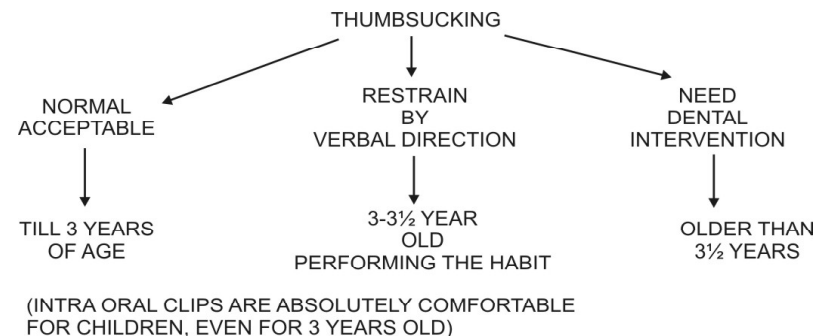 THUMBSUCKING
NORMAL
ACCEPTABLE
TILL 3 YEARS
OF AGE
RESTRAIN
BY
VERBAL DIRECTION
3-3½ YEAR
OLD
PERFORMING THE HABIT
NEED
DENTAL
INTERVENTION
OLDER THAN
3½ YEARS
(INTRA ORAL CLIPS ARE ABSOLUTELY COMFORTABLE
FOR CHILDREN, EVEN FOR 3 YEARS OLD)